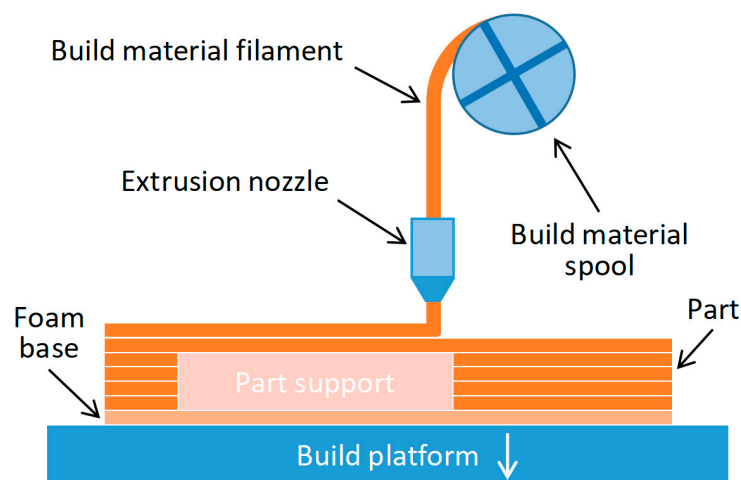 Build material filament
Extrusion nozzle
Build material
spool
Foam
base
Part
Part support
Build platform